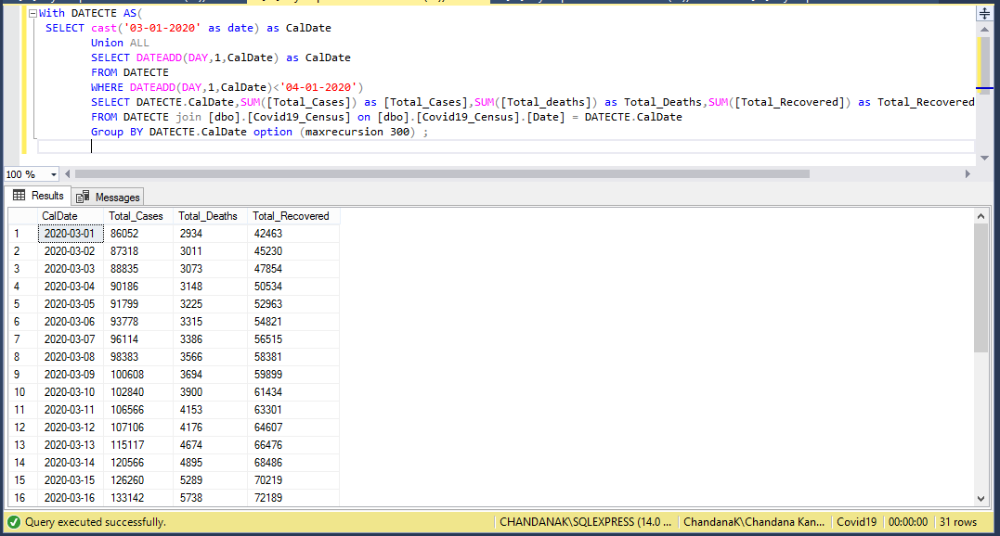 With DATECTE AS(
SELECT cast('03-01-2020' as date) as CalDate
Union ALL
SELECT DATEADD(DAY,1,CalDate) as CalDate
FROM DATECTE
WHERE DATEADD(DAY,1,CalDate)<'04-01-2020')
SELECT DATECTE.CalDate,SUM([Total_Cases]) as [Total_Cases],SUM([Total_deaths]) as Total_Deaths,SUM([Total_Recovered]) as Total_Recovered
FROM DATECTE join [dbo].[Covid19_Census] on [dbo].[Covid19_Census].[Date] = DATECTE.CalDate
Group BY DATECTE.CalDate option (maxrecursion 300) ;
100 %
Results Messages
CalDate Total_Cases Total_Deaths Total_Recovered
1 2020-03-01 86052 2934 42463
2 2020-03-02 87318 3011 45230
3 2020-03-03 88835 3073 47854
4 2020-03-04 90186 3148 50534
5 2020-03-05 91799 3225 52963
6 2020-03-06 93778 3315 54821
7 2020-03-07 96114 3386 56515
8 2020-03-08 98383 3566 58381
9 2020-03-09 100608 3694 59899
10 2020-03-10 102840 3900 61434
11 2020-03-11 106566 4153 63301
12 2020-03-12 107106 4176 64607
13 2020-03-13 115117 4674 66476
14 2020-03-14 120566 4895 68486
15 2020-03-15 126260 5289 70219
16 2020-03-16 133142 5738 72189
Query executed successfully. CHANDANAK\SQLEXPRESS (14.0 ... ChandanaK\Chandana Kan... Covid19 00:00:00 31 rows